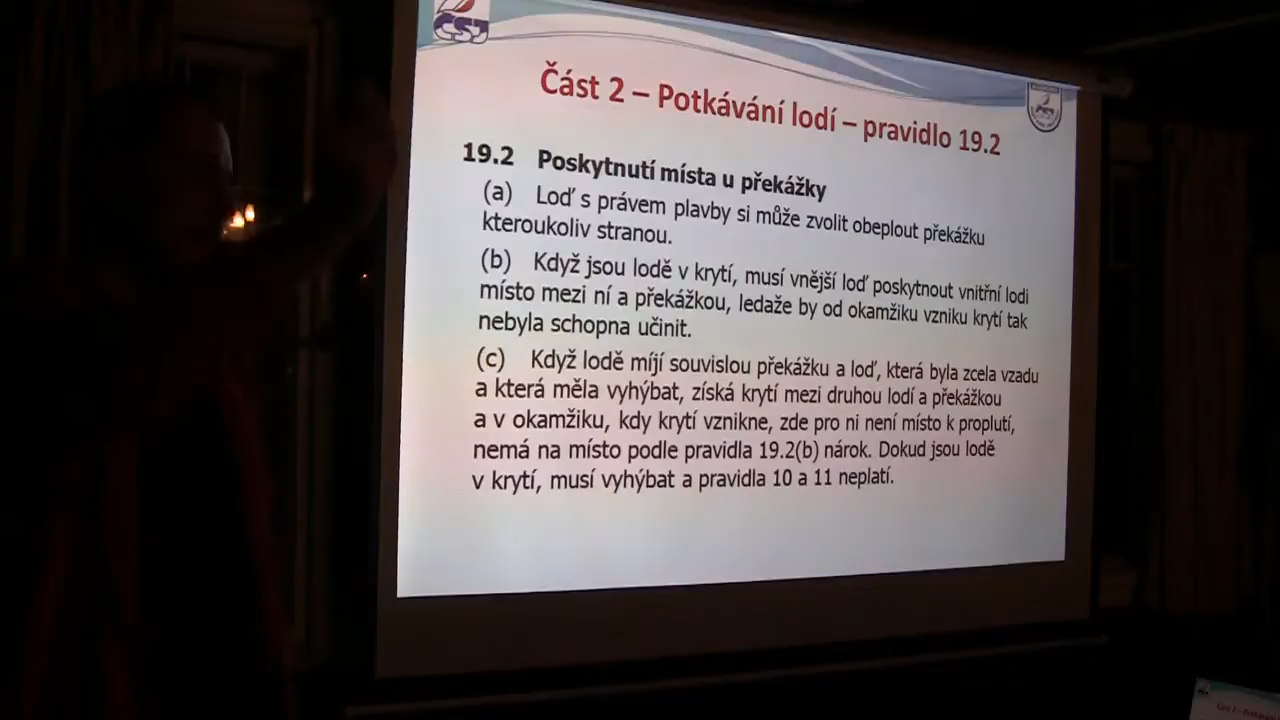 ČSJ
Část 2 – Potkávání lodí – pravidlo 19.2
19.2 Poskytnutí místa u překážky
(a) Loď s právem plavby si může zvolit obeplout překážku
kteroukoliv stranou.
(b) Když jsou lodě v krytí, musí vnější loď poskytnout vnitřní lodi
místo mezi ní a překážkou, ledaže by od okamžiku vzniku krytí tak
nebyla schopna učinit.
(c) Když lodě míjí souvislou překážku a loď, která byla zcela vzadu
a která měla vyhýbat, získá krytí mezi druhou lodí a překážkou
a v okamžiku, kdy krytí vznikne, zde pro ni není místo k proplutí,
nemá na místo podle pravidla 19.2(b) nárok. Dokud jsou lodě
v krytí, musí vyhýbat a pravidla 10 a 11 neplatí.